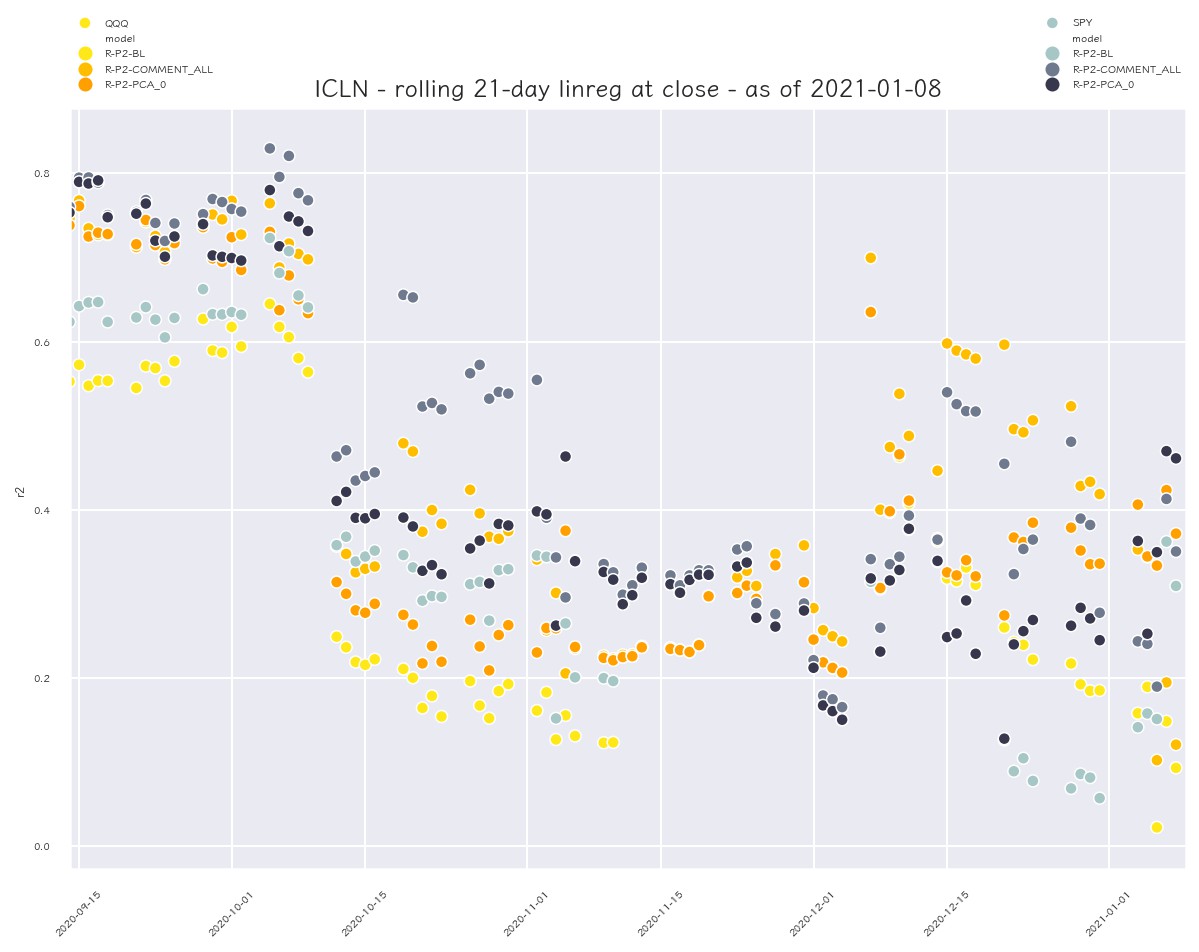 QQQ
model
R-P2-BL
R-P2-COMMENT_ALL
R-P2-PCA_0
SPY
model
R-P2-BL
R-P2-COMMENT_ALL
R-P2-PCA_0
ICLN - rolling 21-day linreg at close - as of 2021-01-08
0.8
0.6
0.4
0.2
0.0
r2
2020-09-15
2020-10-01
2020-10-15
2020-11-01
2020-11-15
2020-12-01
2020-12-15
2021-01-01